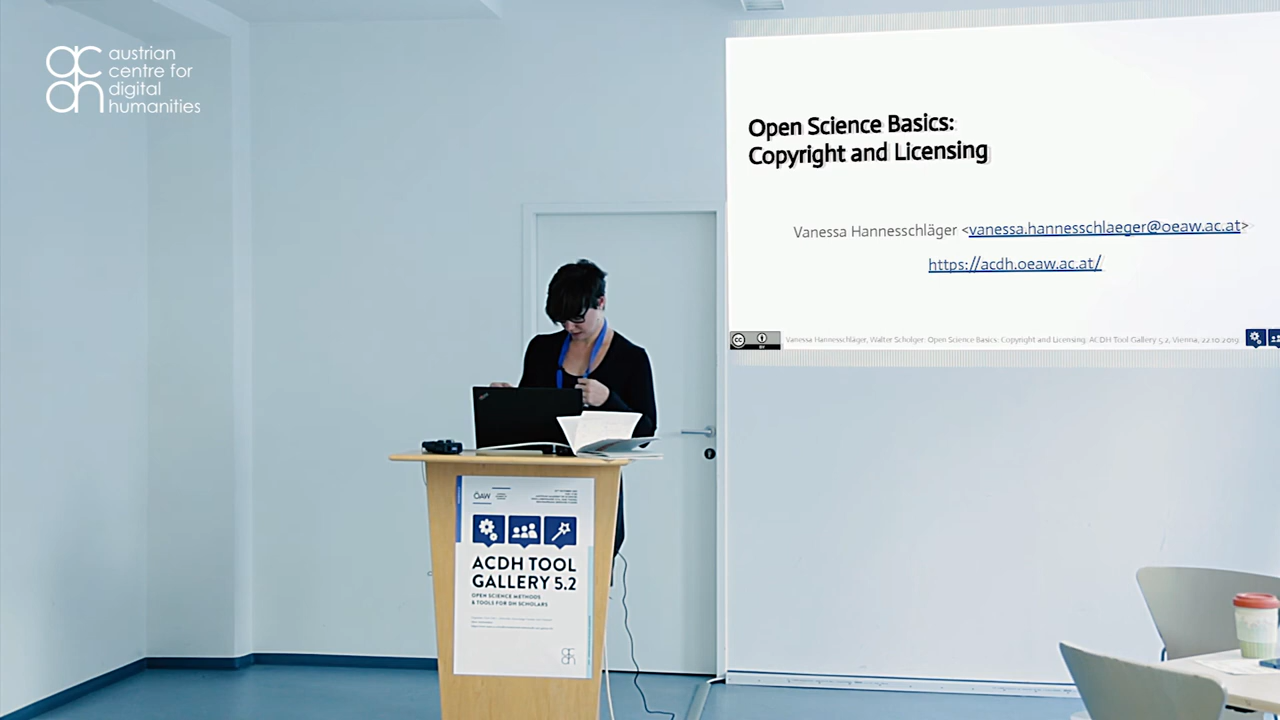 austrian
centre for
digital
humanities
Open Science Basics:
Copyright and Licensing
Vanessa Hannesschläger <vanessa.hannesschlaeger@oeaw.ac.at>
https://acdh.oeaw.ac.at/
cc
BY
Vanessa Hannesschläger, Walter Scholger: Open Science Basics: Copyright and Licensing. ACDH Tool Gallery 5.2, Vienna, 22.10.2019
ÖAW
ACDH TOOL
GALLERY 5.2
OPEN SCIENCE METHODS
& TOOLS FOR DH SCHOLARS